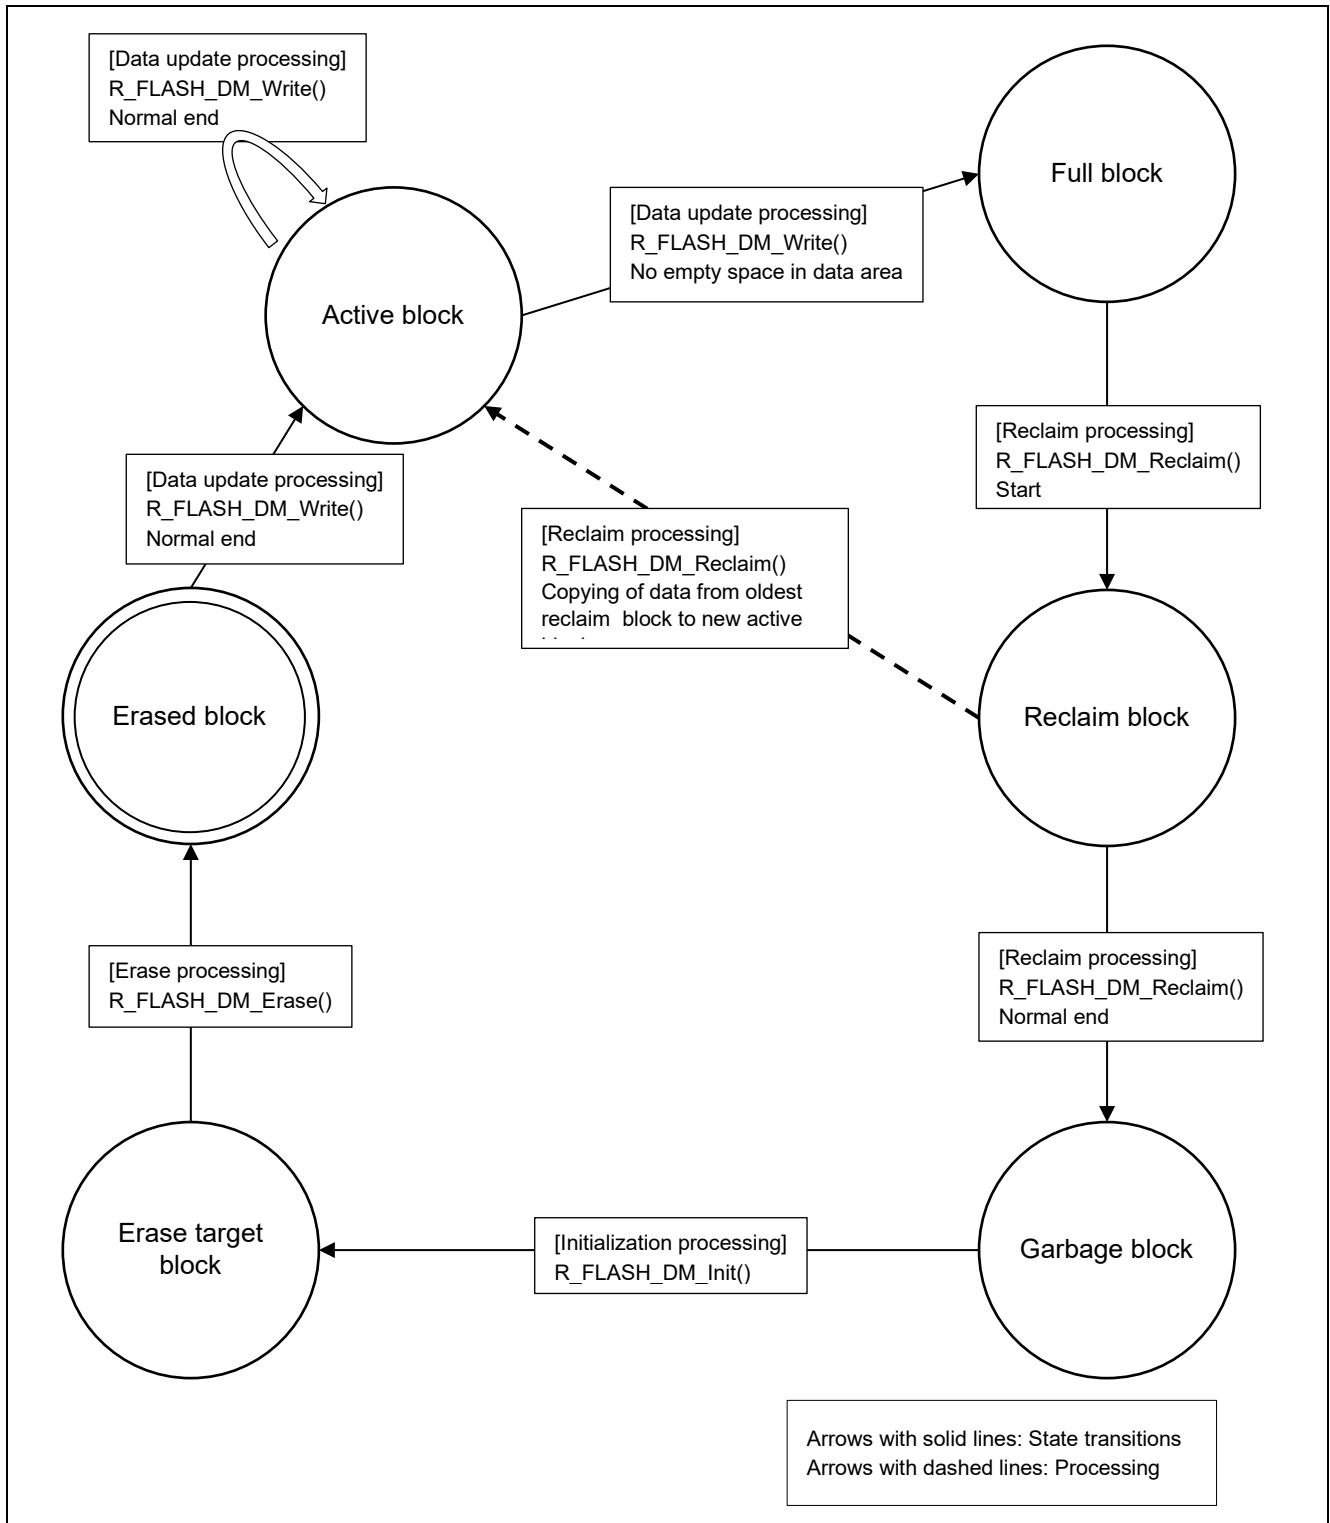 [Data update processing]
R_FLASH_DM_Write()
Normal end
Full block
[Data update processing]
R_FLASH_DM_Write()
No empty space in data area
Active block
[Reclaim processing]
R_FLASH_DM_Reclaim()
Start
[Data update processing]
R_FLASH_DM_Write()
Normal end
[Reclaim processing]
R_FLASH_DM_Reclaim()
Copying of data from oldest
reclaim block to new active
Erased block
Reclaim block
[Erase processing]
R_FLASH_DM_Erase()
[Reclaim processing]
R_FLASH_DM_Reclaim()
Normal end
Erase target
block
[Initialization processing]
R_FLASH_DM_Init()
Garbage block
Arrows with solid lines: State transitions
Arrows with dashed lines: Processing